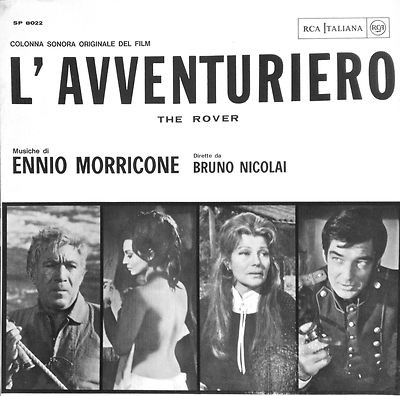 SP 8022
RCA ITALIANA
RCA
COLONNA SONORA ORIGINALE DEL FILM
L'AVVENTURIERO
THE ROVER
Musiche di
ENNIO MORRICONE
Dirette da
BRUNO NICOLAI